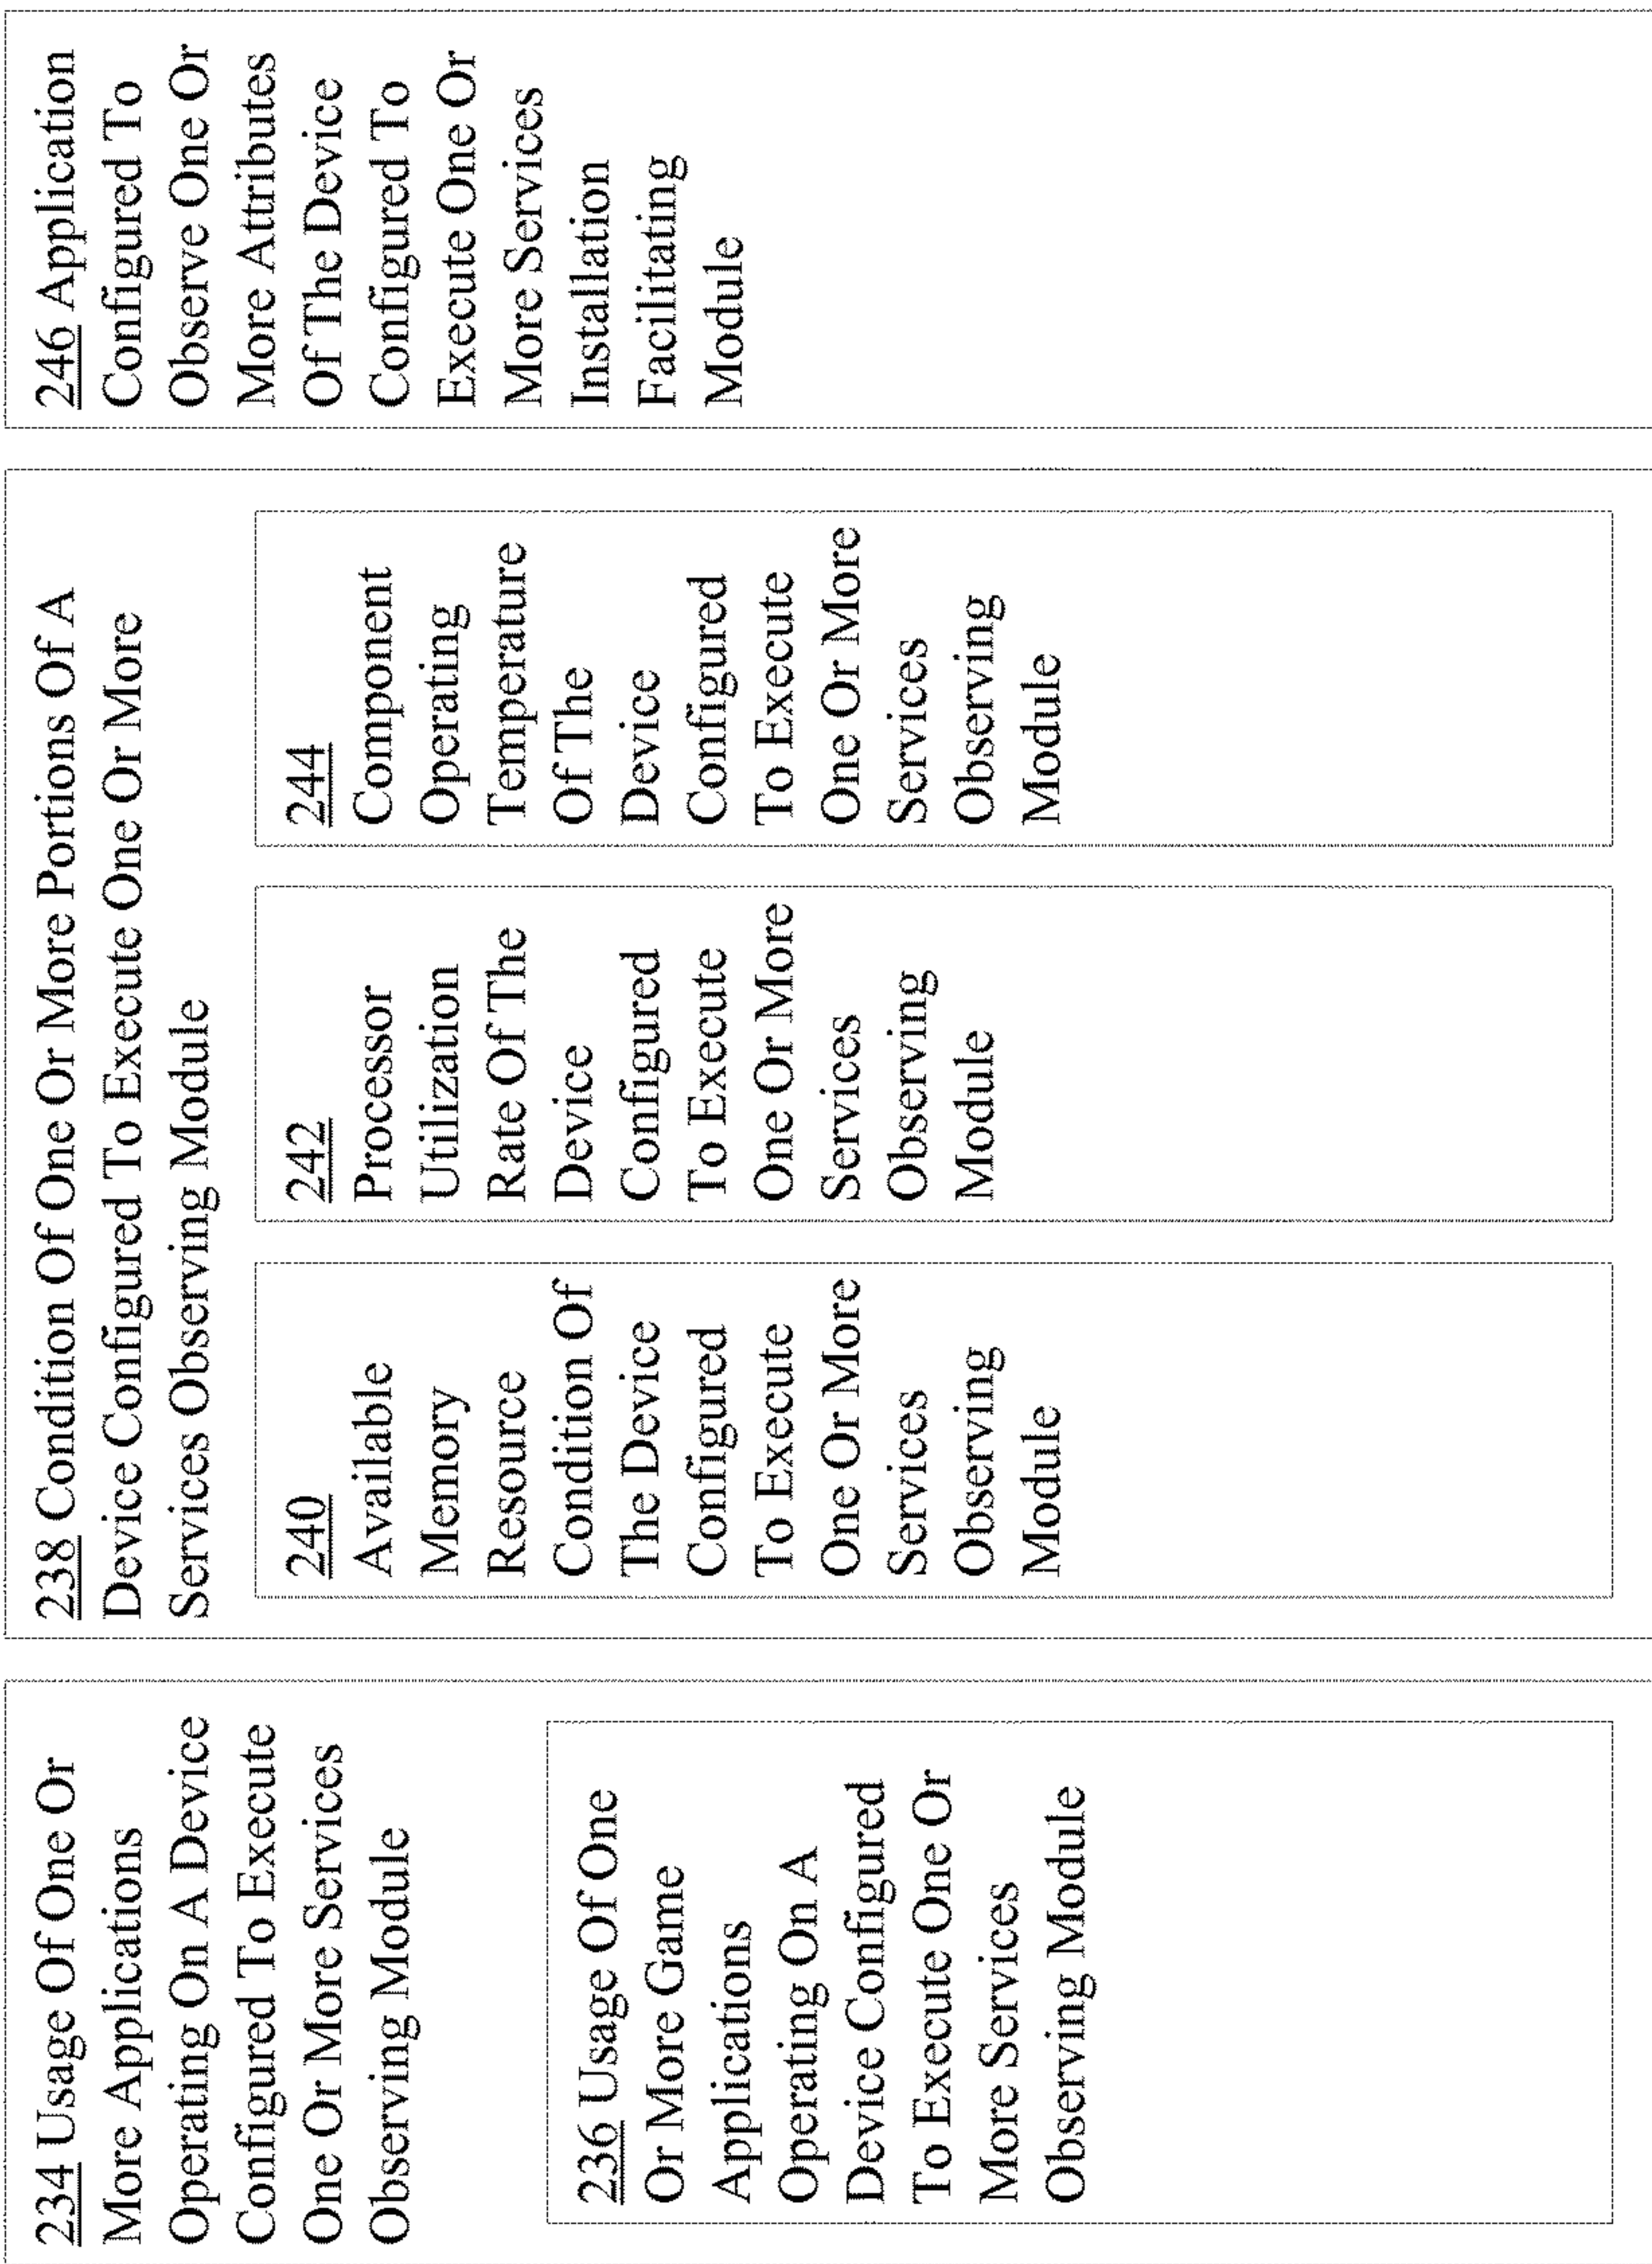 234 Usage Of One Or
More Applications
Operating On A Device
Configured To Execute
One Or More Services
Observing Module
236 Usage Of One
Or More Game
Applications
Operating On A
Device Configured
To Execute One Or
More Services
Observing Module
238 Condition Of One Or More Portions Of A
Device Configured To Execute One Or More
Services Observing Module
240
Available
Memory
Resource
Condition Of
The Device
Configured
To Execute
One Or More
Services
Observing
Module
242
Processor
Utilization
Rate Of The
Device
Configured
To Execute
One Or More
Services
Observing
Module
244
Component
Operating
Temperature
Of The
Device
Configured
To Execute
One Or More
Services
Observing
Module
246 Application
Configured To
Observe One Or
More Attributes
Of The Device
Configured To
Execute One Or
More Services
Installation
Facilitating
Module